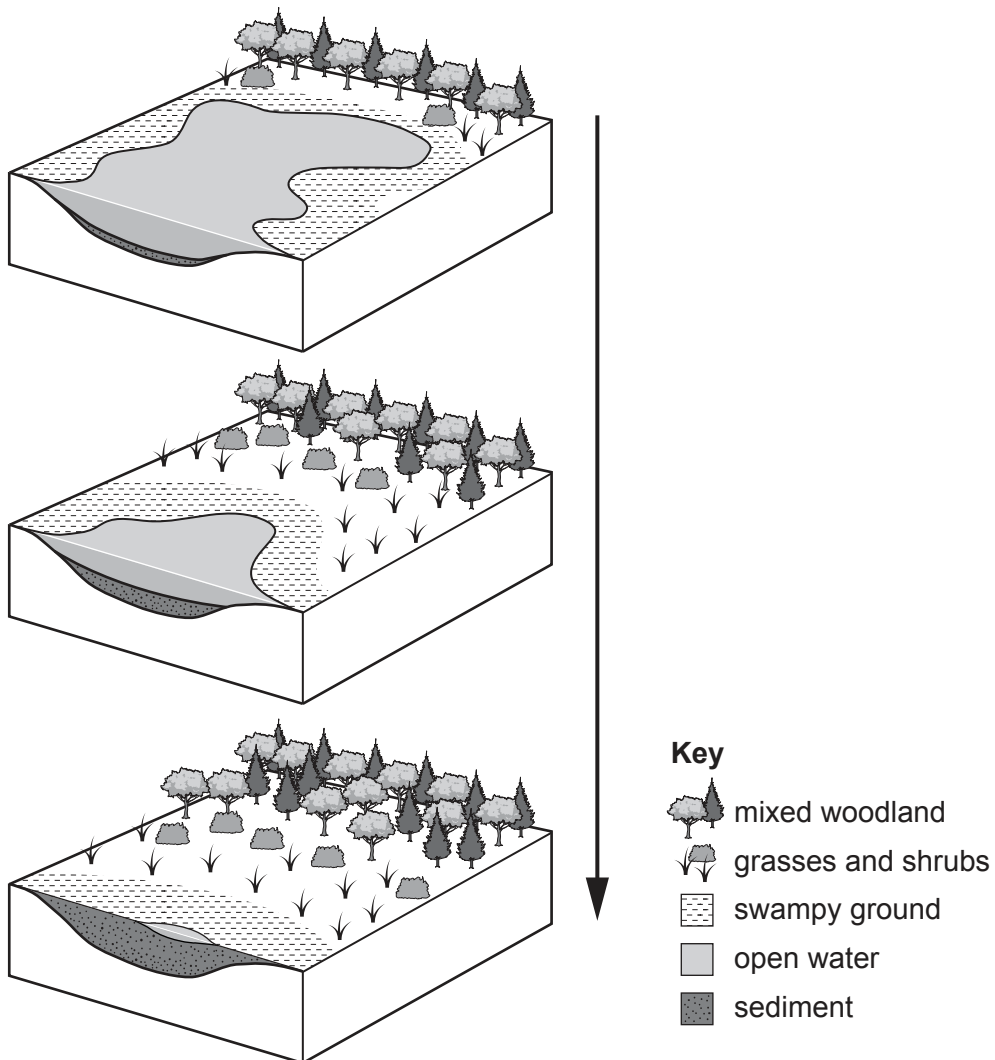 Key
mixed woodland
grasses and shrubs
swampy ground
open water
sediment